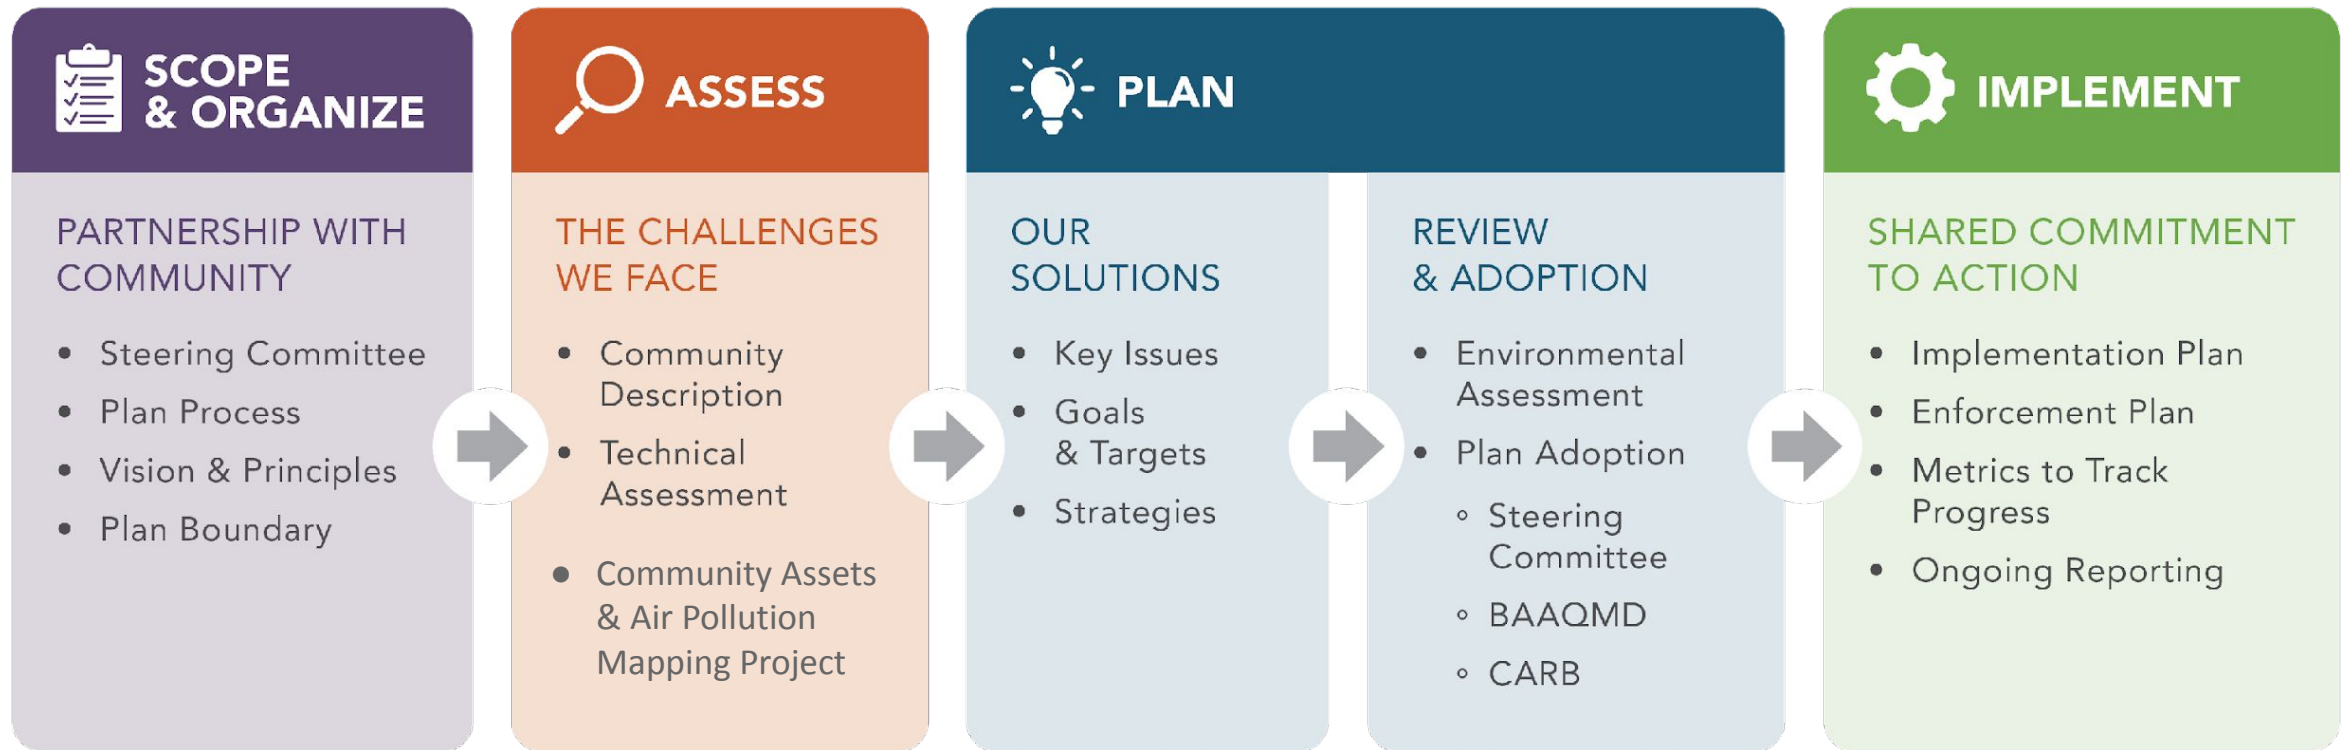 SCOPE
& ORGANIZE
PARTNERSHIP WITH
COMMUNITY
• Steering Committee
• Plan Process
• Vision & Principles
• Plan Boundary
ASSESS
THE CHALLENGES
WE FACE
• Community
Description
• Technical
Assessment
• Community Assets
& Air Pollution
Mapping Project
PLAN
OUR
SOLUTIONS
• Key Issues
• Goals
& Targets
• Strategies
REVIEW
& ADOPTION
• Environmental
Assessment
• Plan Adoption
◦ Steering
Committee
◦ BAAQMD
◦ CARB
IMPLEMENT
SHARED COMMITMENT
TO ACTION
• Implementation Plan
• Enforcement Plan
• Metrics to Track
Progress
• Ongoing Reporting